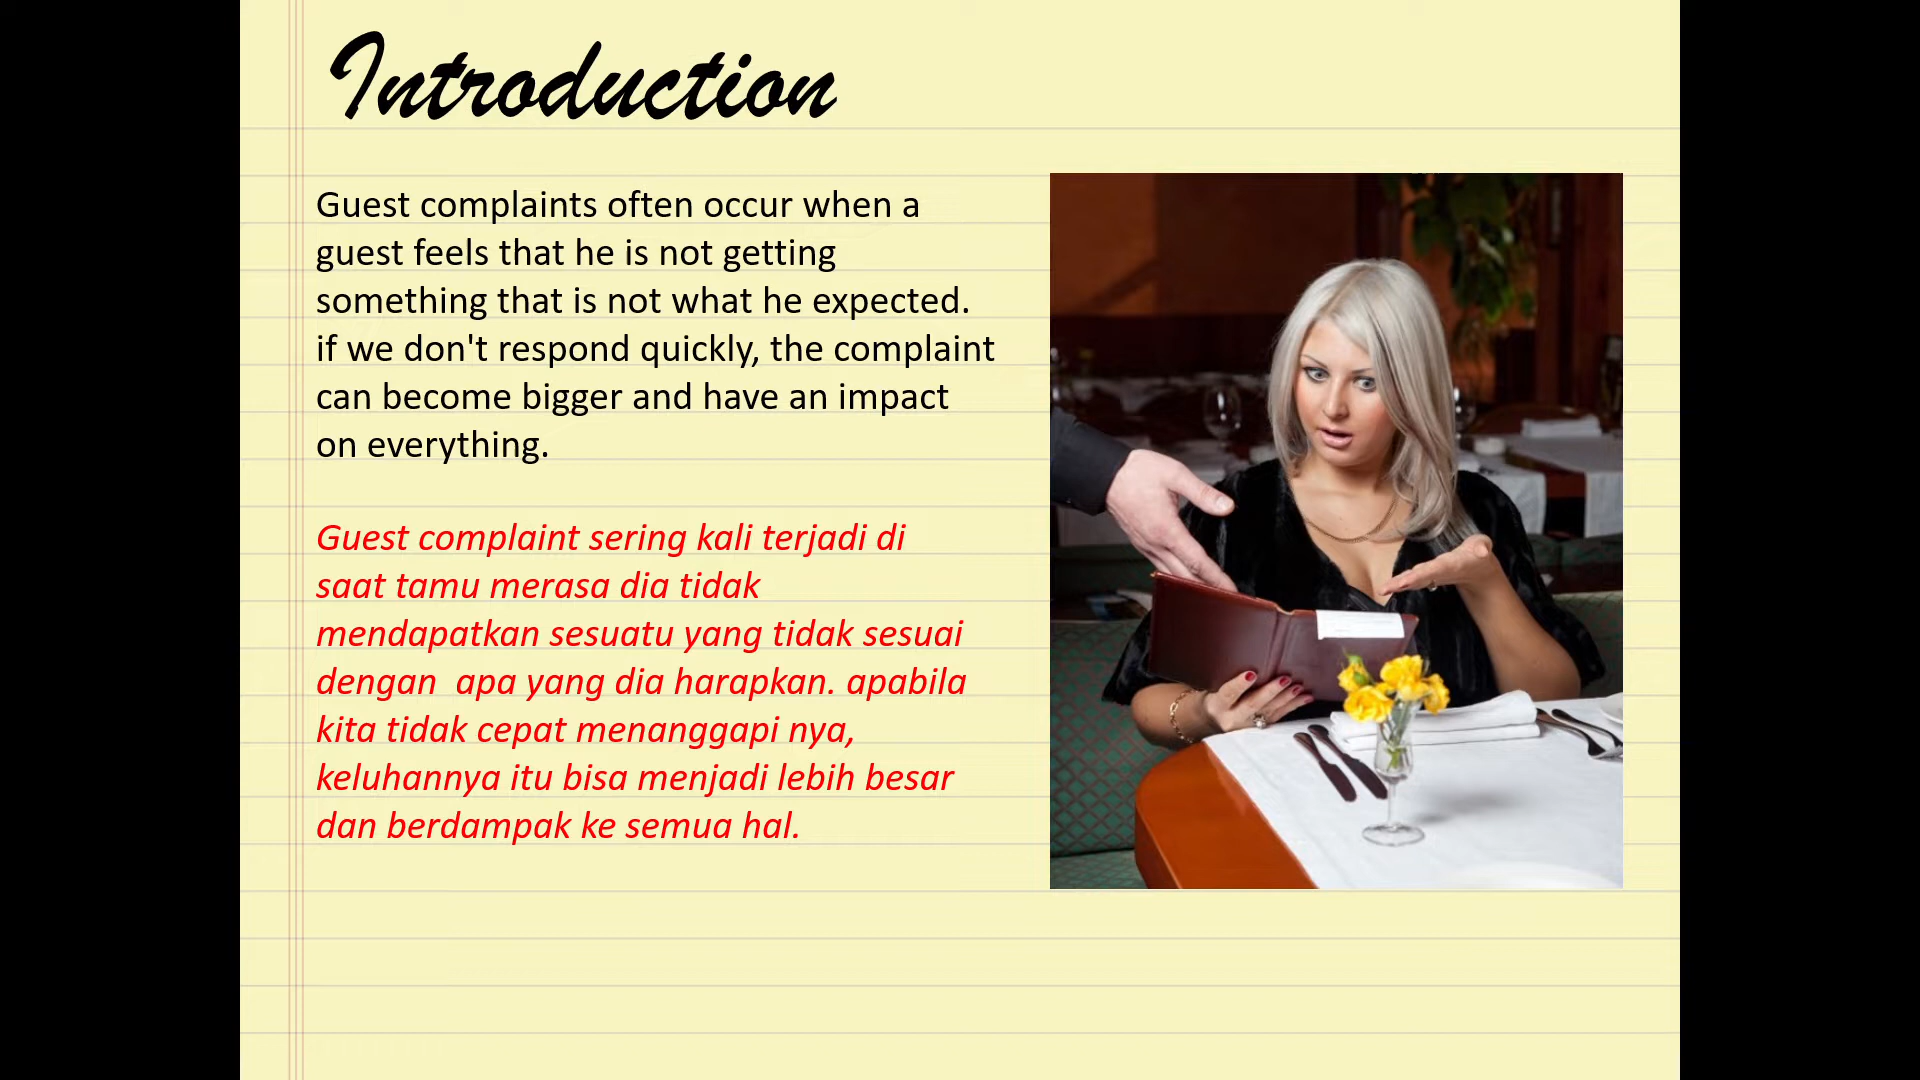 Introduction
Guest complaints often occur when a
guest feels that he is not getting
something that is not what he expected.
if we don't respond quickly, the complaint
can become bigger and have an impact
on everything.
Guest complaint sering kali terjadi di
saat tamu merasa dia tidak
mendapatkan sesuatu yang tidak sesuai
dengan  apa yang dia harapkan. apabila
kita tidak cepat menanggapi nya,
keluhannya itu bisa menjadi lebih besar
dan berdampak ke semua hal.